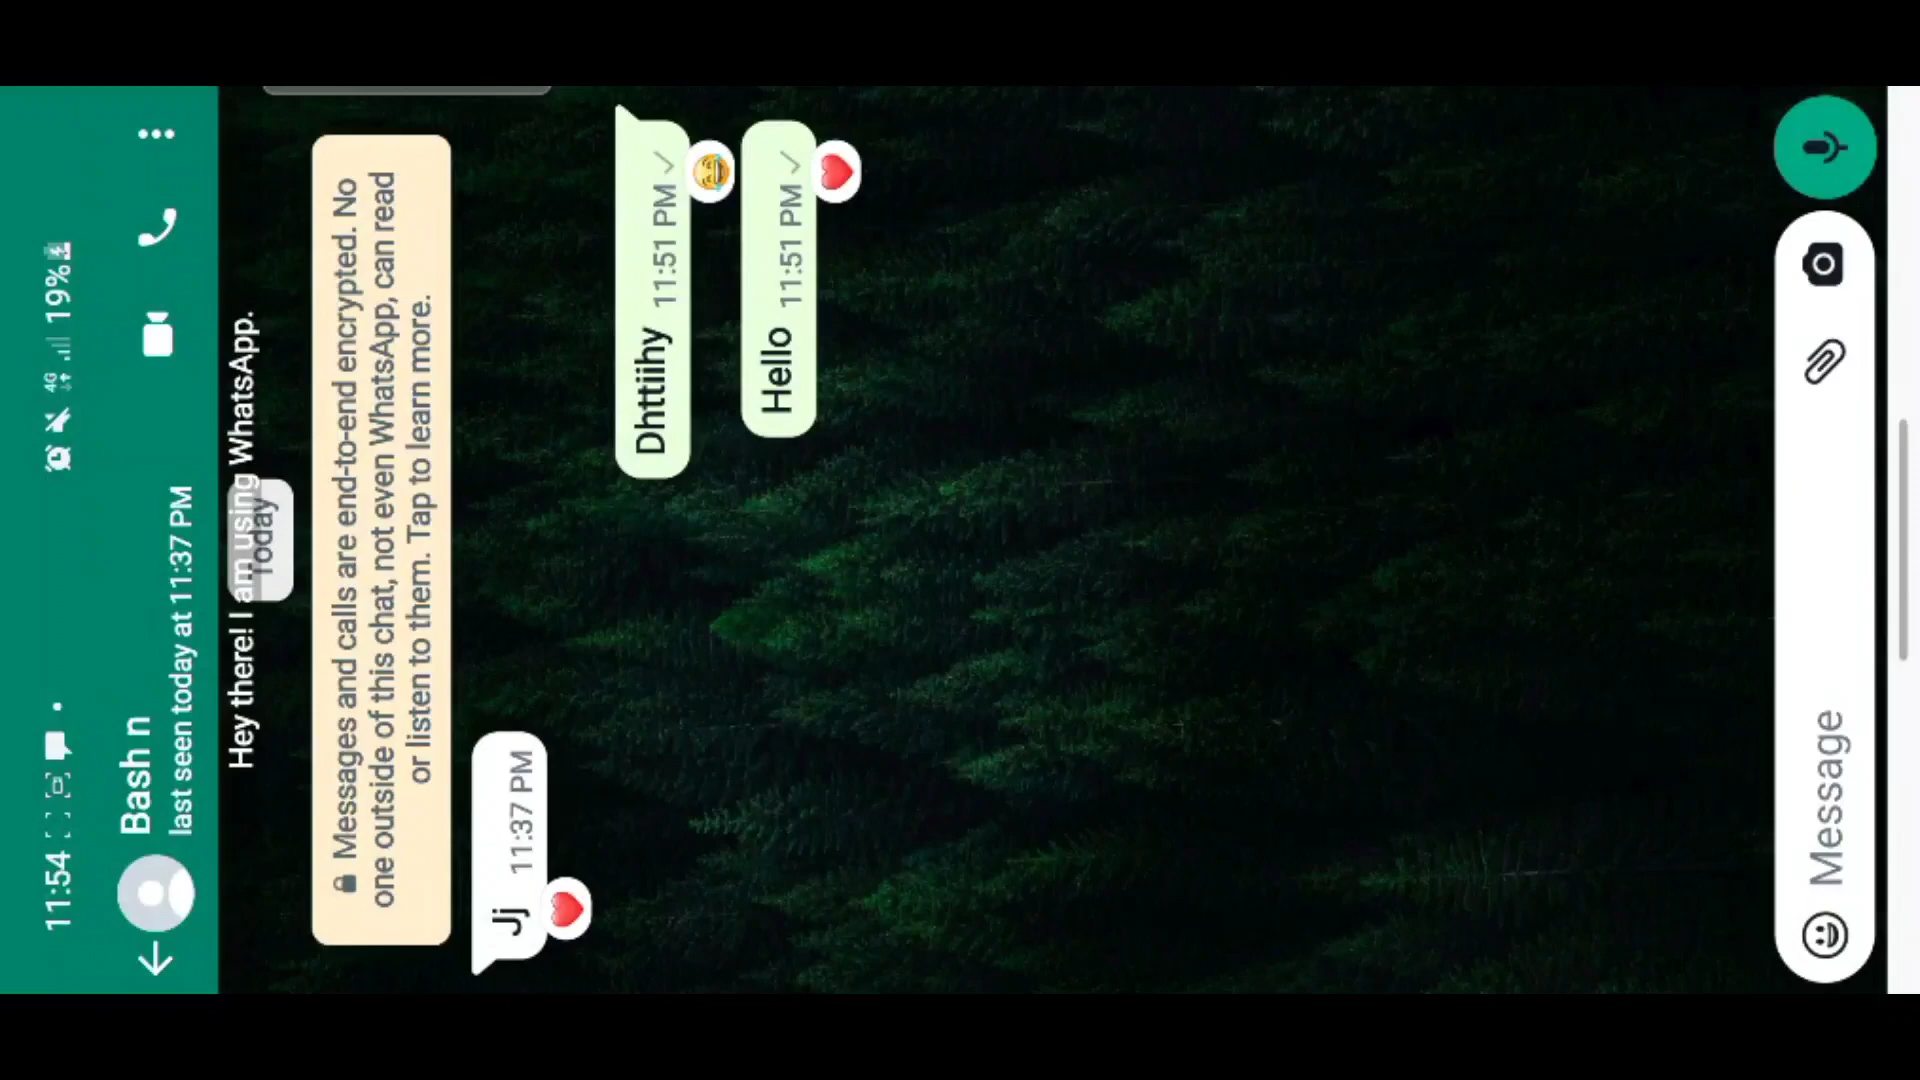 11:54
4G
19%
Bash n
last seen today at 11:37 PM
Hey there! I am using WhatsApp.
Today
Messages and calls are end-to-end encrypted. No
one outside of this chat, not even WhatsApp, can read
or listen to them. Tap to learn more.
Jj 11:37 PM
Dhttiihy 11:51 PM
Hello 11:51 PM
Message